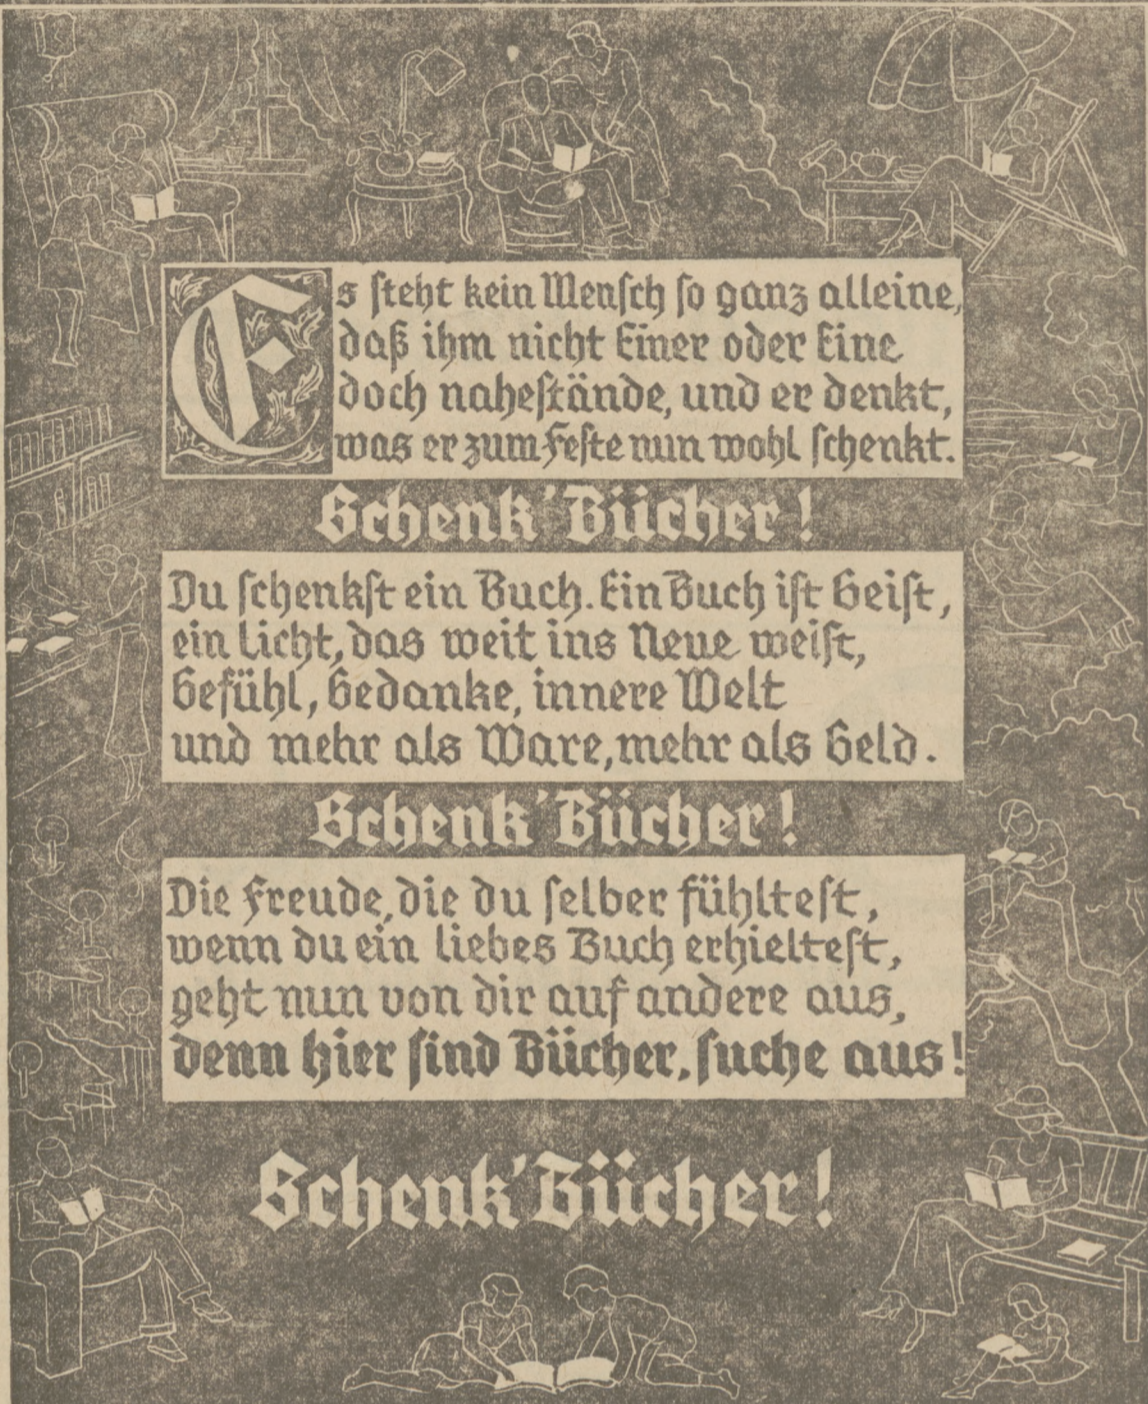 Es steht kein Mensch so ganz alleine,
daß ihm nicht Einer oder Eine
doch nahestände, und er denkt,
was er zum Feste nun wohl schenkt.
Schenk' Bücher!
Du schenkst ein Buch. Ein Buch ist Geist,
ein Licht, das weit ins Neue weist,
Gefühl, Gedanke, innere Welt
und mehr als Ware, mehr als Geld.
Schenk' Bücher!
Die Freude, die du selber fühltest,
wenn du ein liebes Buch erhieltest,
geht nun von dir auf andere aus,
denn hier sind Bücher, suche aus!
Schenk' Bücher!